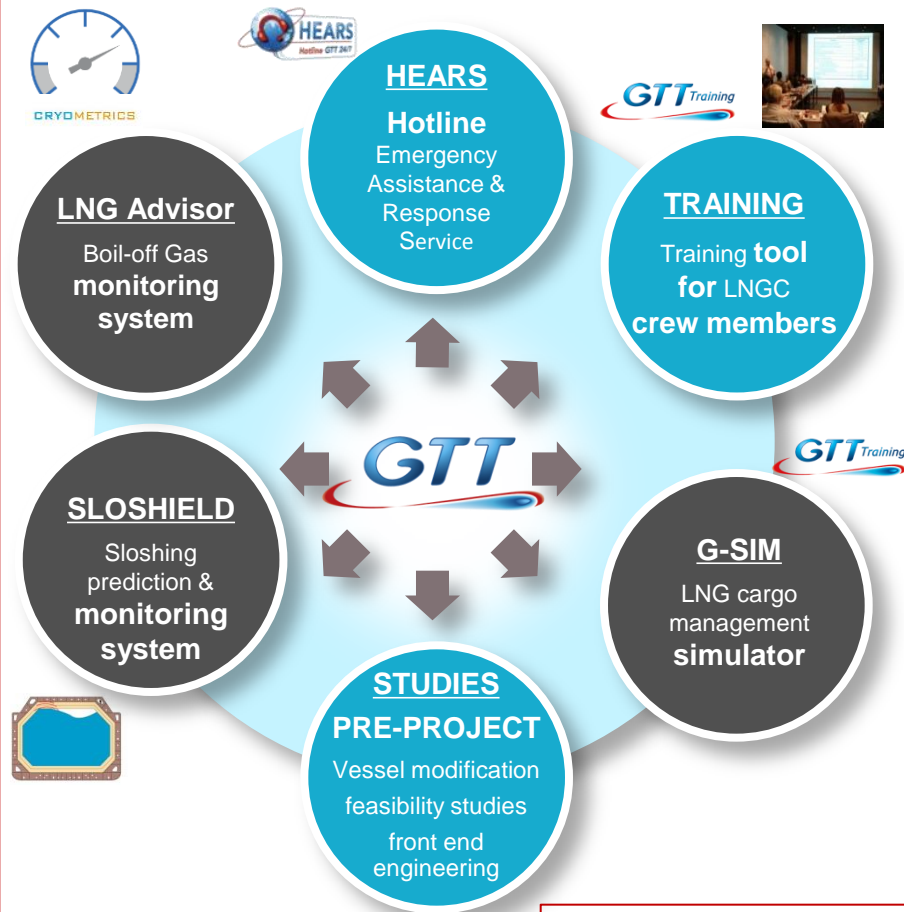 CRYOMETRICS
HEARS
Hotline GTT 24/7
HEARS
Hotline
Emergency
Assistance &
Response
Service
GTT Training
TRAINING
Training tool
for LNGC
crew members
LNG Advisor
Boil-off Gas
monitoring
system
GTT
GTT Training
SLOSHIELD
Sloshing
prediction &
monitoring
system
G-SIM
LNG cargo
management
simulator
STUDIES
PRE-PROJECT
Vessel modification
feasibility studies
front end
engineering